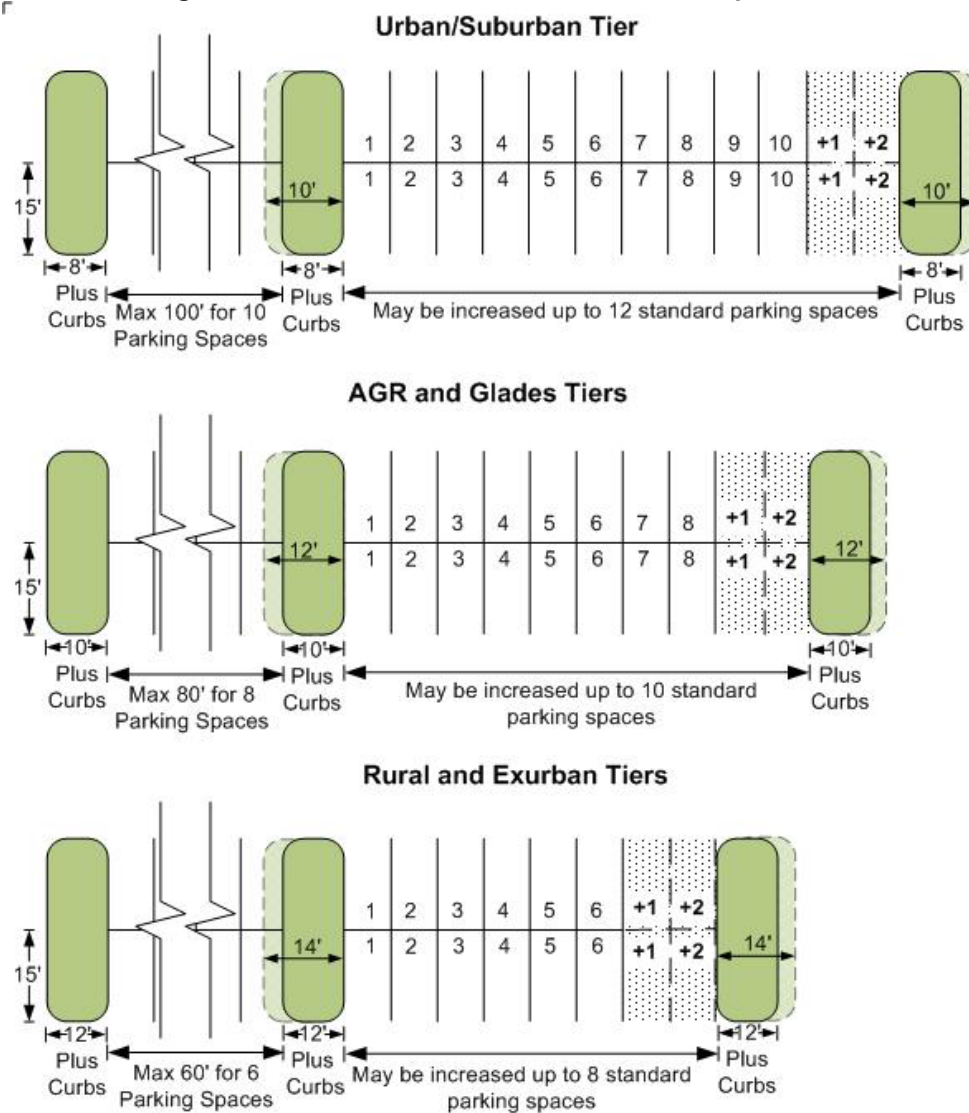 Urban/Suburban Tier
1 2 3 4 5 6 7 8 9 10 +1 +2
1 2 3 4 5 6 7 8 9 10 +1 +2
15'
10'
10'
8'
8'
8'
Plus
Curbs
Max 100' for 10
Parking Spaces
Plus
Curbs
May be increased up to 12 standard parking spaces
Plus
Curbs
AGR and Glades Tiers
1 2 3 4 5 6 7 8 +1 +2
1 2 3 4 5 6 7 8 +1 +2
15'
12'
12'
10'
10'
10'
Plus
Curbs
Max 80' for 8
Parking Spaces
Plus
Curbs
May be increased up to 10 standard
parking spaces
Plus
Curbs
Rural and Exurban Tiers
1 2 3 4 5 6 +1 +2
1 2 3 4 5 6 +1 +2
15'
14'
14'
12'
12'
12'
Plus
Curbs
Max 60' for 6
Parking Spaces
Plus
Curbs
May be increased up to 8 standard
parking spaces
Plus
Curbs